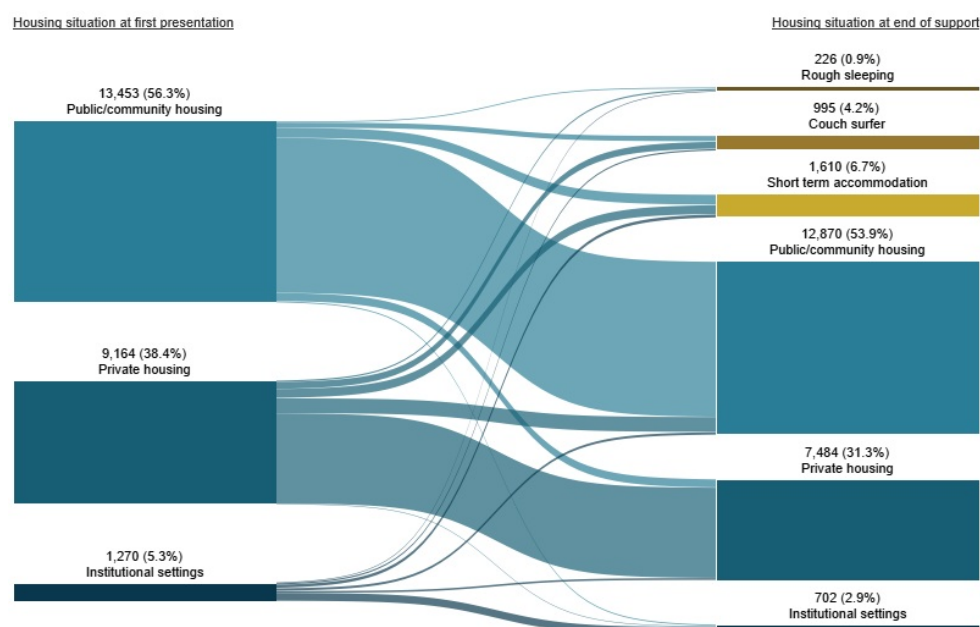 Housing situation at first presentation
Housing situation at end of support
13,453 (56.3%)
Public/community housing
9,164 (38.4%)
Private housing
1,270 (5.3%)
Institutional settings
226 (0.9%)
Rough sleeping
995 (4.2%)
Couch surfer
1,610 (6.7%)
Short term accommodation
12,870 (53.9%)
Public/community housing
7,484 (31.3%)
Private housing
702 (2.9%)
Institutional settings